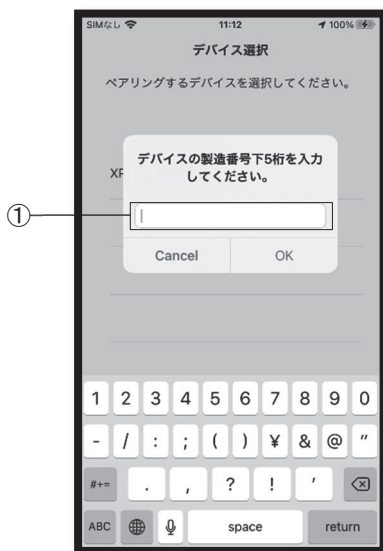 SIMなし 11:12 100%
デバイス選択
ペアリングするデバイスを選択してください。
XP
デバイスの製造番号下5桁を入力
してください。
①
Cancel OK
1 2 3 4 5 6 7 8 9 0
- / : ; ( ) ¥ & @ "
#+= . , ? ! ′
ABC space return